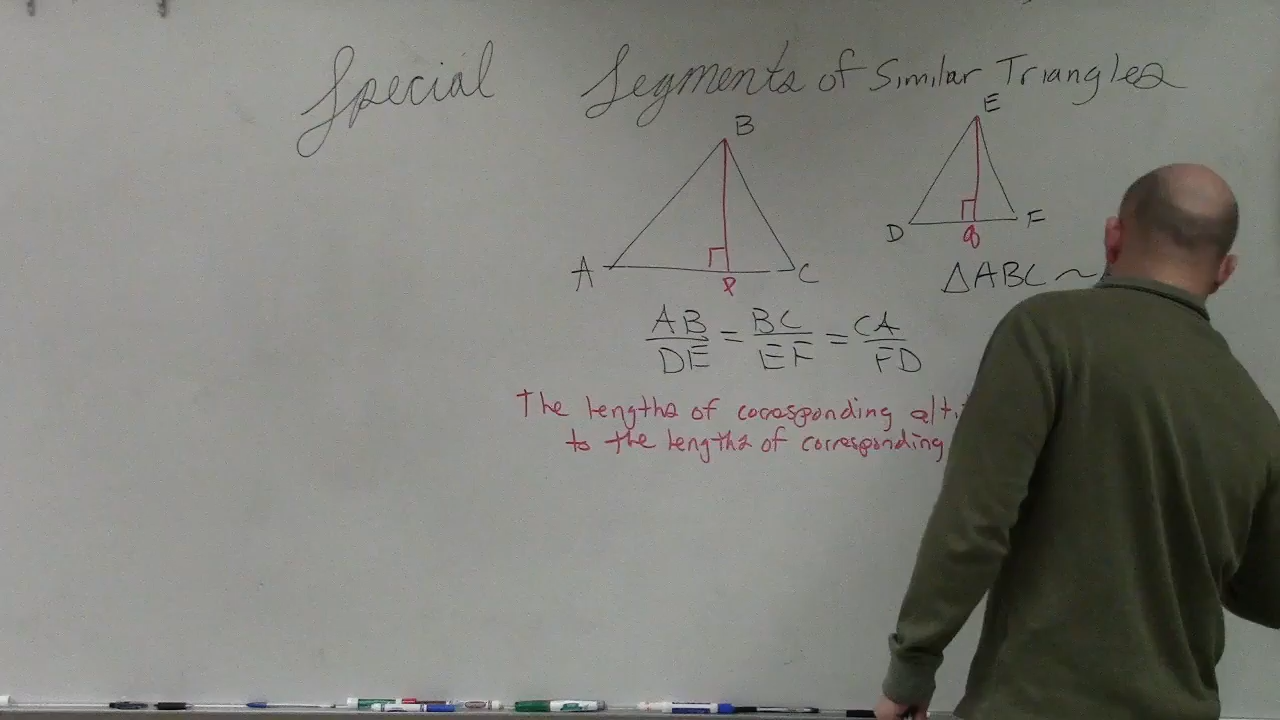 Special Segments of Similar Triangles
B
E
A
P
C
D
Q
F
△ABC ~
AB/DE = BC/EF = CA/FD
The lengths of corresponding
to the lengths of corresponding